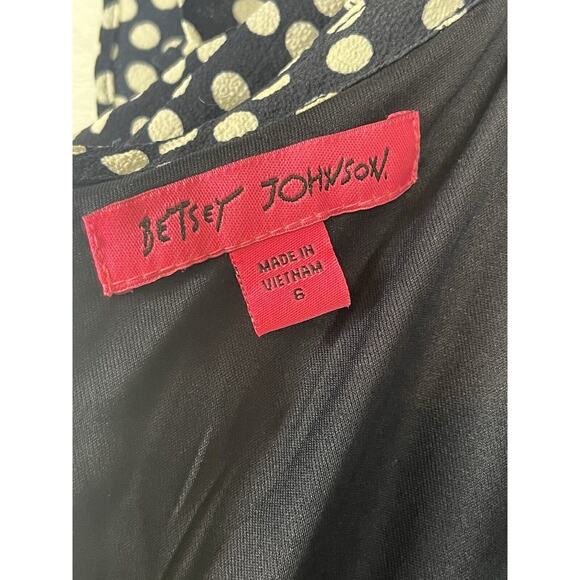 BETSEY JOHNSON.
MADE IN
VIETNAM
6